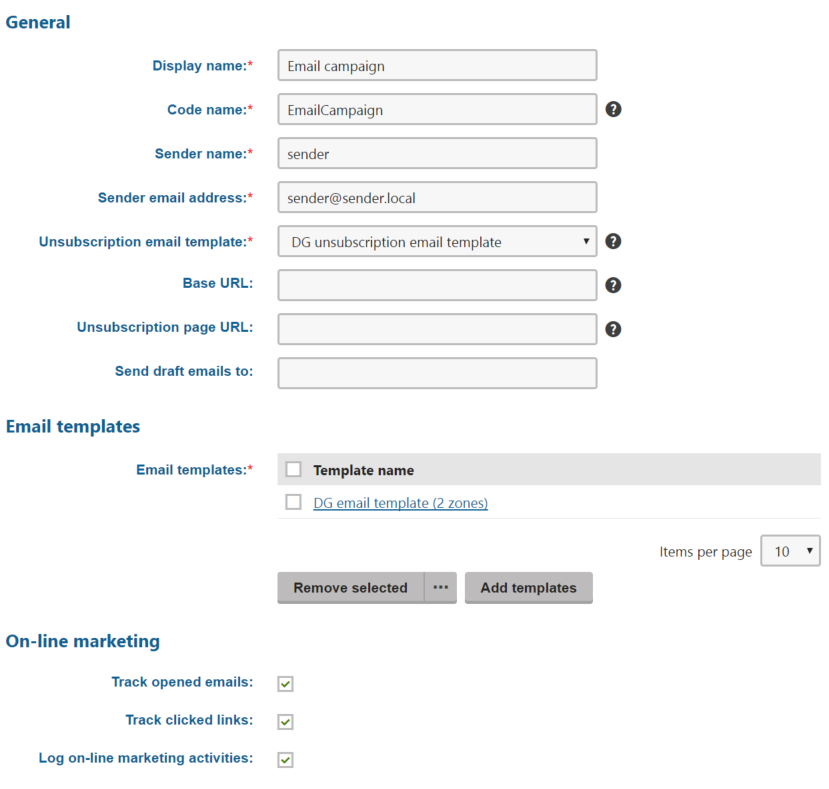 General
Display name:* Email campaign
Code name:* EmailCampaign ?
Sender name:* sender
Sender email address:* sender@sender.local
Unsubscription email template:* DG unsubscription email template ?
Base URL: ?
Unsubscription page URL: ?
Send draft emails to:
Email templates
Email templates:* Template name
DG email template (2 zones)
Items per page 10
Remove selected ··· Add templates
On-line marketing
Track opened emails:
Track clicked links:
Log on-line marketing activities: